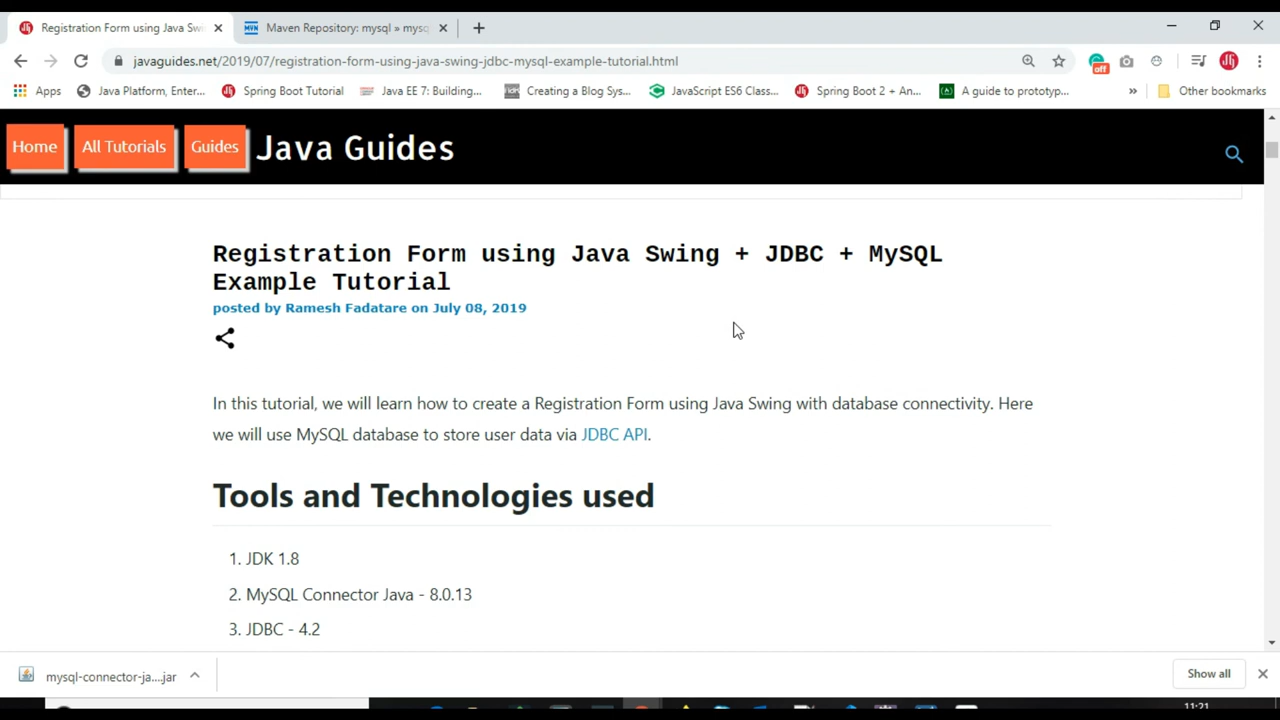 Registration Form using Java Swi
Maven Repository: mysql » mysq
javaguides.net/2019/07/registration-form-using-java-swing-jdbc-mysql-example-tutorial.html
off
Apps
Java Platform, Enter...
Spring Boot Tutorial
Java EE 7: Building...
Creating a Blog Sys...
JavaScript ES6 Class...
Spring Boot 2 + An...
A guide to prototyp...
»
Other bookmarks
Home
All Tutorials
Guides
Java Guides
Registration Form using Java Swing + JDBC + MySQL
Example Tutorial
posted by Ramesh Fadatare on July 08, 2019
In this tutorial, we will learn how to create a Registration Form using Java Swing with database connectivity. Here
we will use MySQL database to store user data via JDBC API.
Tools and Technologies used
1. JDK 1.8
2. MySQL Connector Java - 8.0.13
3. JDBC - 4.2
mysql-connector-ja....jar
Show all
11:21